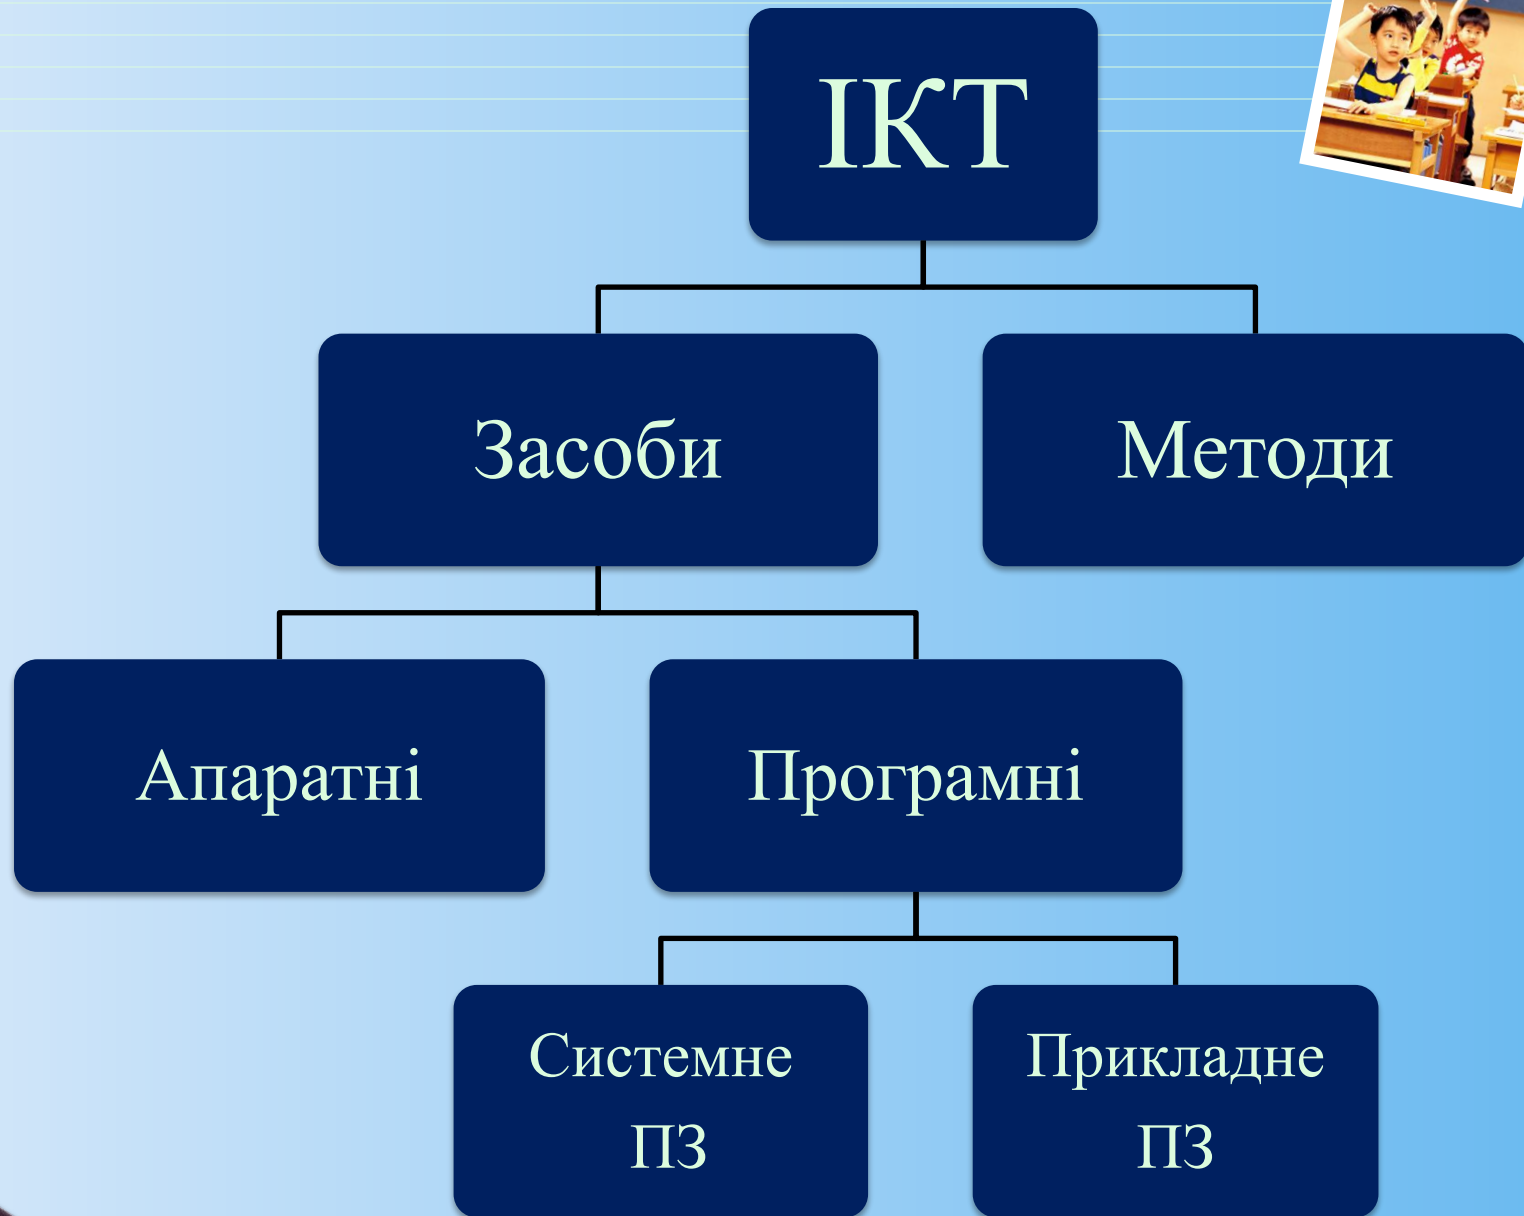 ІКТ
Засоби
Методи
Апаратні
Програмні
Системне
ПЗ
Прикладне
ПЗ